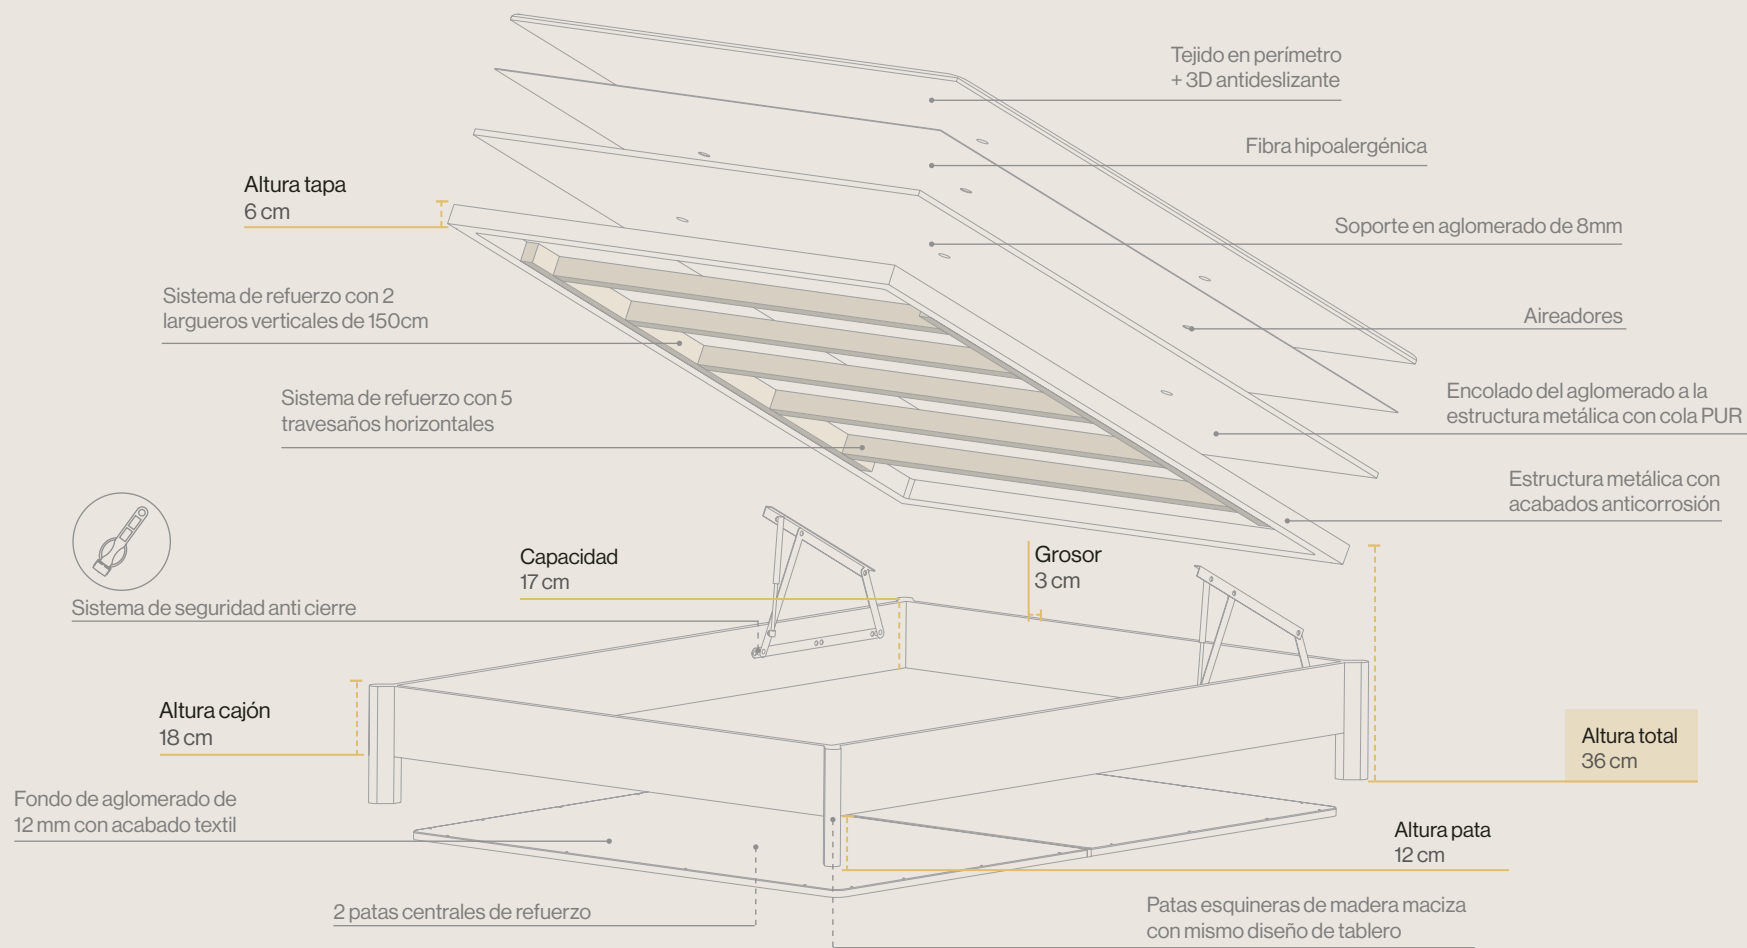 Tejido en perímetro
+ 3D antideslizante
Fibra hipoalergénica
Altura tapa
6 cm
Soporte en aglomerado de 8mm
Sistema de refuerzo con 2
largueros verticales de 150cm
Aireadores
Sistema de refuerzo con 5
travesaños horizontales
Encolado del aglomerado a la
estructura metálica con cola PUR
Estructura metálica con
acabados anticorrosión
Capacidad
17 cm
Grosor
3 cm
Sistema de seguridad anti cierre
Altura cajón
18 cm
Altura total
36 cm
Fondo de aglomerado de
12 mm con acabado textil
Altura pata
12 cm
2 patas centrales de refuerzo
Patas esquineras de madera maciza
con mismo diseño de tablero